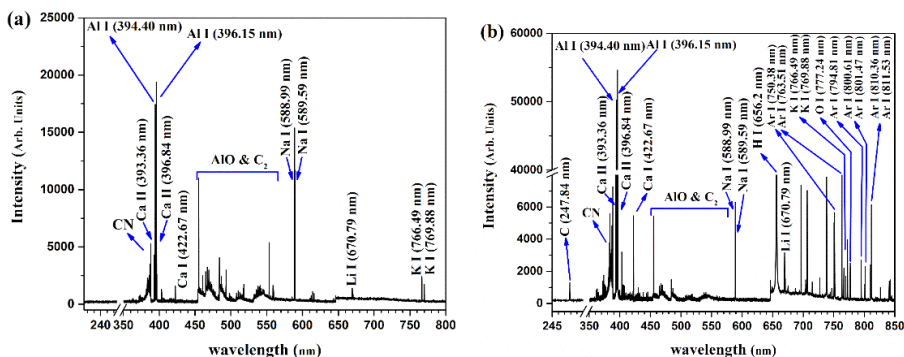 (a)
Al I (394.40 nm)
Al I (396.15 nm)
CN
Ca II (393.36 nm)
Ca II (396.84 nm)
Ca I (422.67 nm)
AlO & C2
Na I (588.99 nm)
Na I (589.59 nm)
Li I (670.79 nm)
K I (766.49 nm)
K I (769.88 nm)
Intensity (Arb. Units)
25000
20000
15000
10000
5000
0
240 350 400 450 500 550 600 650 700 750 800
wavelength (nm)
(b)
Al I (394.40 nm)
Al I (396.15 nm)
C (247.84 nm)
CN
Ca II (393.36 nm)
Ca II (396.84 nm)
Ca I (422.67 nm)
AlO & C2
Na I (588.99 nm)
Na I (589.59 nm)
H I (656.2 nm)
Li I (670.79 nm)
Ar I (750.38 nm)
Ar I (763.51 nm)
K I (766.49 nm)
K I (769.88 nm)
O I (777.24 nm)
Ar I (794.81 nm)
Ar I (800.61 nm)
Ar I (801.47 nm)
Ar I (810.36 nm)
Ar I (811.53 nm)
Intensity (Arb. Units)
60000
50000
40000
8000
6000
4000
2000
0
245 350 400 450 500 550 600 650 700 750 800 850
wavelength (nm)